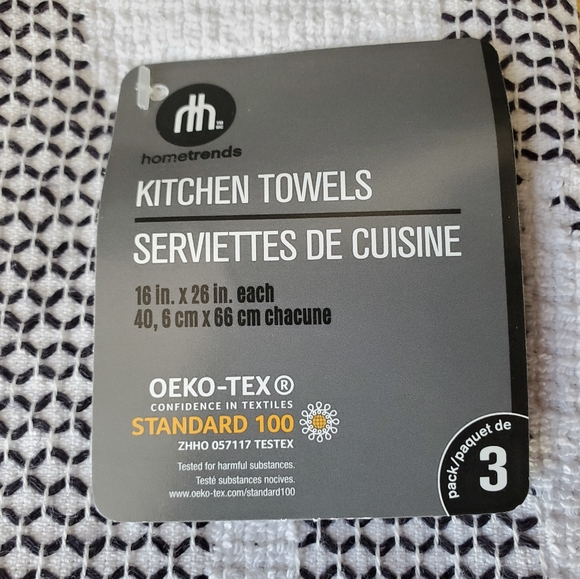 hometrends
KITCHEN TOWELS
SERVIETTES DE CUISINE
16 in. x 26 in. each
40, 6 cm x 66 cm chacune
OEKO-TEX®
CONFIDENCE IN TEXTILES
STANDARD 100
ZHHO 057117 TESTEX
Tested for harmful substances.
Testé substances nocives.
www.oeko-tex.com/standard100
pack/paquet de
3